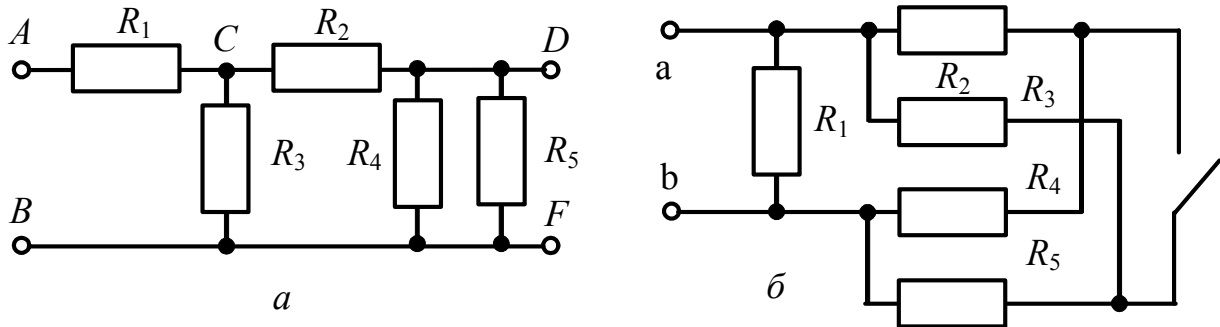 A R₁ C R₂ D
R₃ R₄ R₅
B F
а
a R₂ R₃
R₁
b R₄
R₅
б